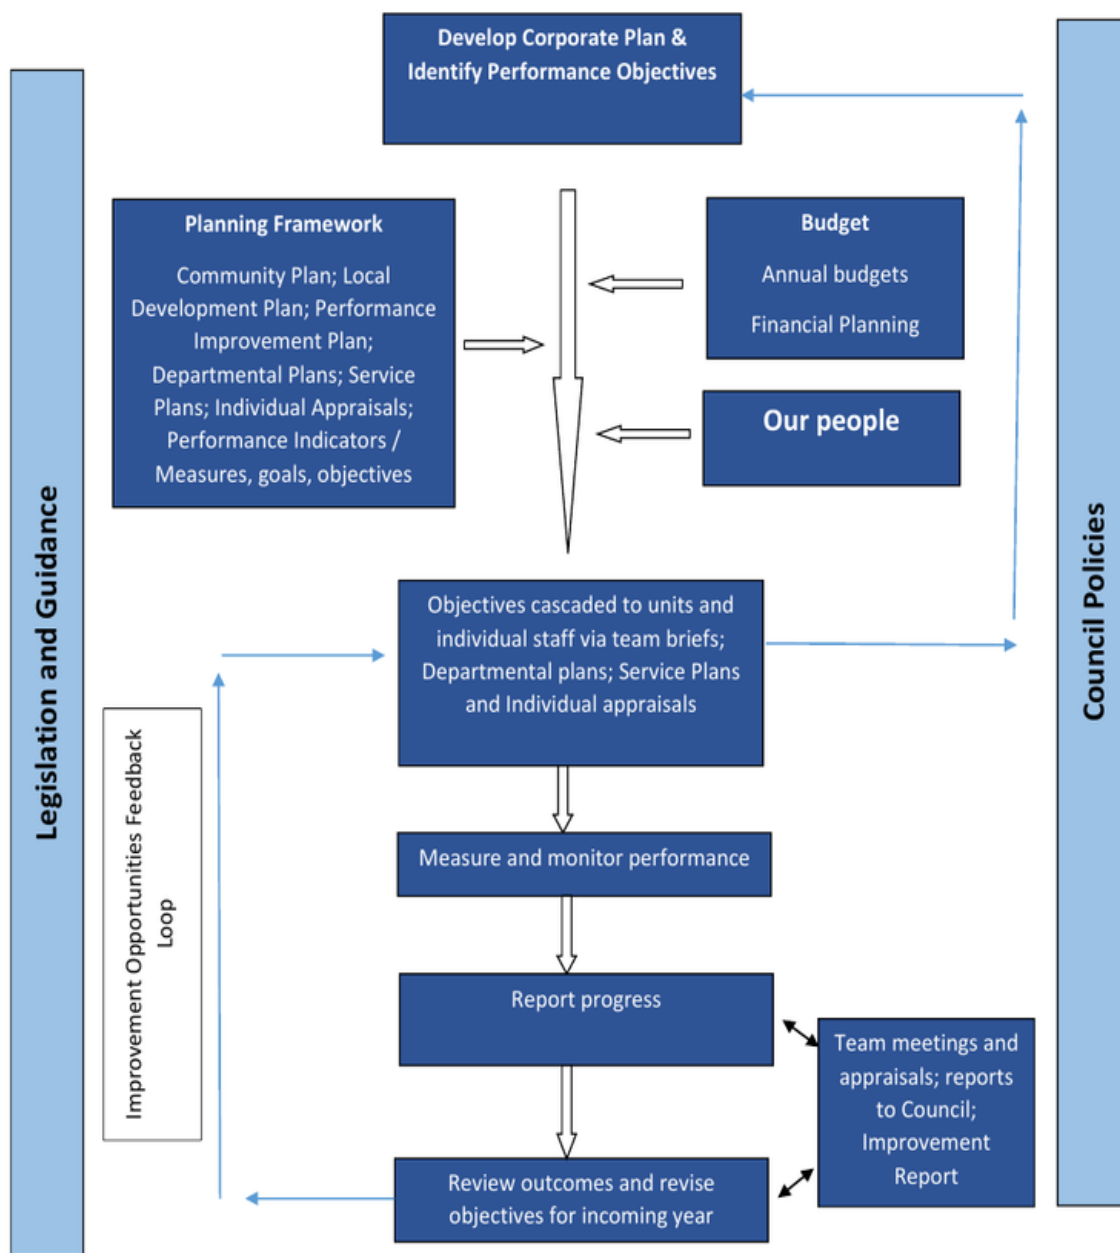 Develop Corporate Plan &
Identify Performance Objectives
Planning Framework
Community Plan; Local
Development Plan; Performance
Improvement Plan;
Departmental Plans; Service
Plans; Individual Appraisals;
Performance Indicators /
Measures, goals, objectives
Budget
Annual budgets
Financial Planning
Our people
Legislation and Guidance
Council Policies
Objectives cascaded to units and
individual staff via team briefs;
Departmental plans; Service Plans
and Individual appraisals
Improvement Opportunities Feedback
Loop
Measure and monitor performance
Report progress
Team meetings and
appraisals; reports
to Council;
Improvement
Report
Review outcomes and revise
objectives for incoming year